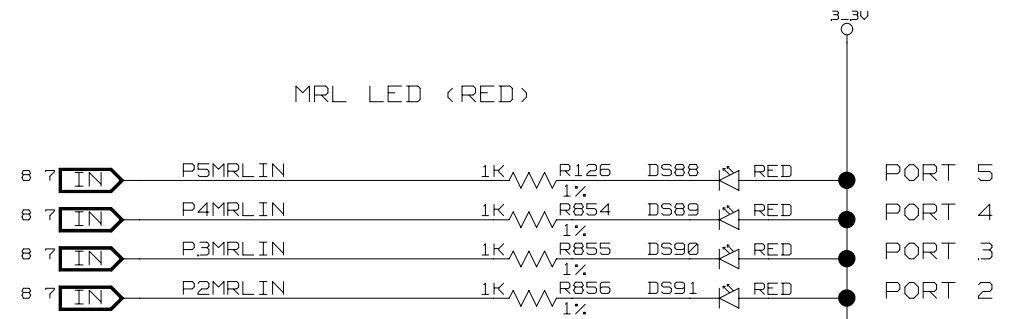 3_3V
MRL LED (RED)
8 7 IN P5MRLIN 1K R126 DS88 RED PORT 5
1%
8 7 IN P4MRLIN 1K R854 DS89 RED PORT 4
1%
8 7 IN P3MRLIN 1K R855 DS90 RED PORT 3
1%
8 7 IN P2MRLIN 1K R856 DS91 RED PORT 2
1%